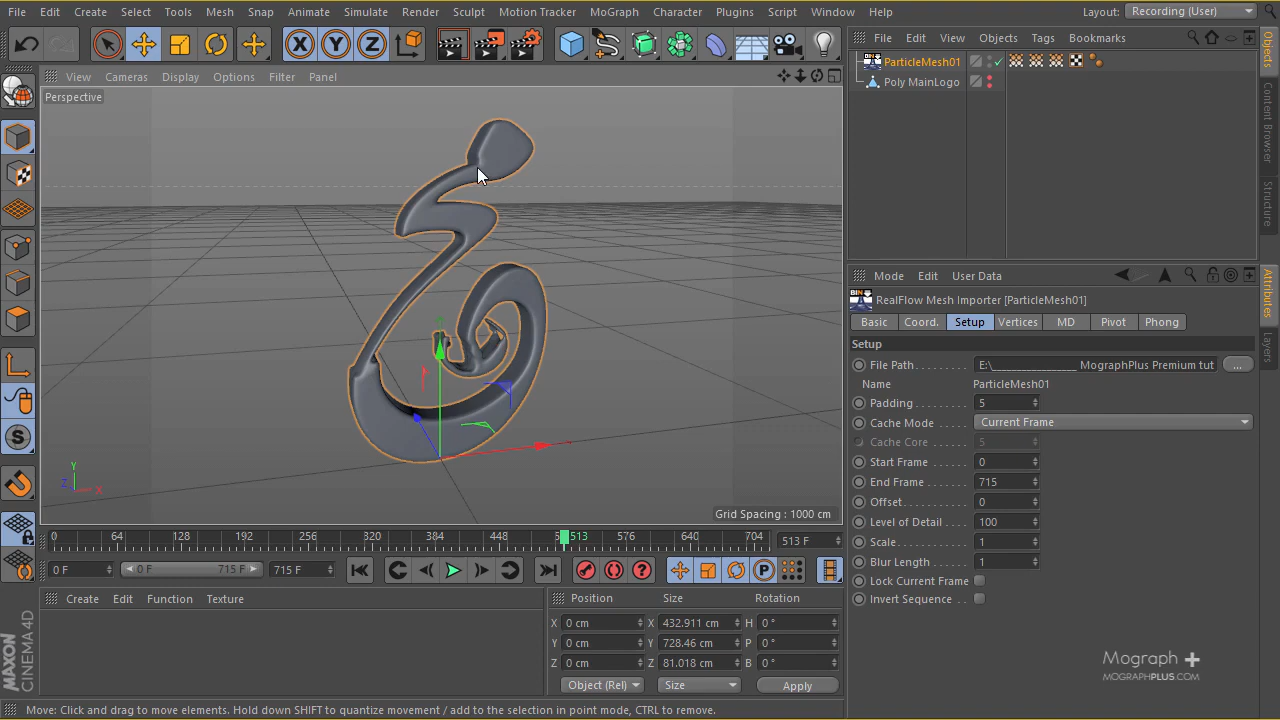 File Edit Create Select Tools Mesh Snap Animate Simulate Render Sculpt Motion Tracker MoGraph Character Plugins Script Window Help Layout: Recording (User)
X Y Z
File Edit View Objects Tags Bookmarks
ParticleMesh01
Poly MainLogo
View Cameras Display Options Filter Panel
Perspective
Grid Spacing : 1000 cm
Y
Z X
Objects
Content Browser
Structure
Mode Edit User Data
BIN RealFlow Mesh Importer [ParticleMesh01]
Basic Coord. Setup Vertices MD Pivot Phong
Setup
File Path E:\________________ MographPlus Premium tut ...
Name ParticleMesh01
Padding 5
Cache Mode Current Frame
Cache Core 5
Start Frame 0
End Frame 715
Offset 0
Level of Detail 100
Scale 1
Blur Length 1
Lock Current Frame
Invert Sequence
Attributes
Layers
S
0 64 128 192 256 320 384 448 513 576 640 704 513 F
0 F 0 F 715 F 715 F P
Create Edit Function Texture
Position Size Rotation
X 0 cm X 432.911 cm H 0 °
Y 0 cm Y 728.46 cm P 0 °
Z 0 cm Z 81.018 cm B 0 °
Object (Rel) Size Apply
MAXON
CINEMA 4D
Mograph +
MOGRAPHPLUS.COM
Move: Click and drag to move elements. Hold down SHIFT to quantize movement / add to the selection in point mode, CTRL to remove.